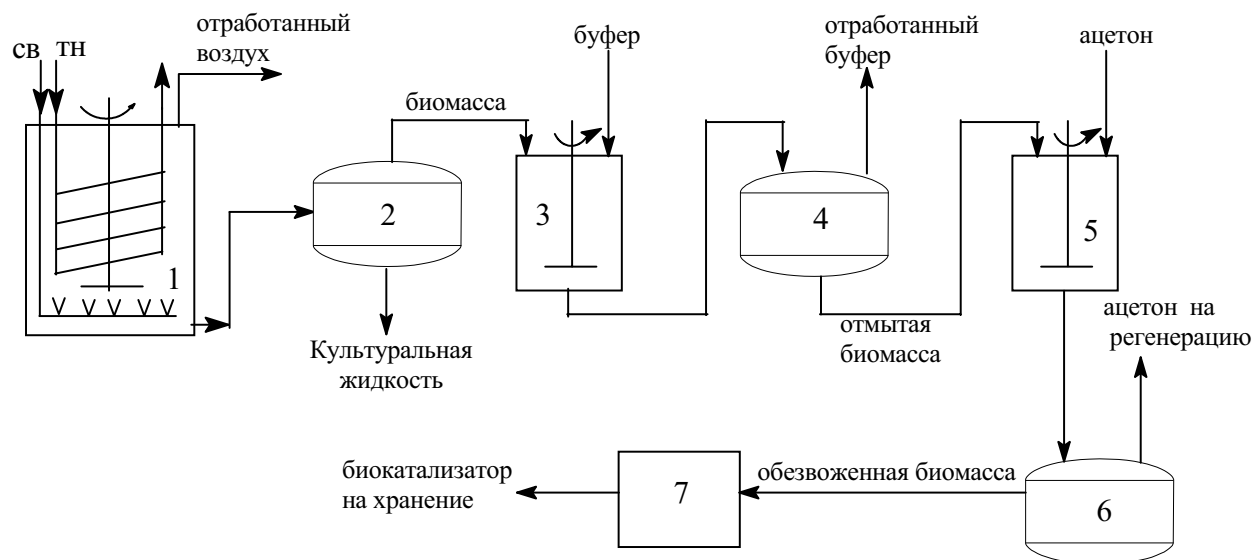 св тн
отработанный
воздух
биомасса
буфер
отработанный
буфер
ацетон
1
2
3
4
5
Культуральная
жидкость
отмытая
биомасса
ацетон на
регенерацию
биокатализатор
на хранение
7
обезвоженная биомасса
6